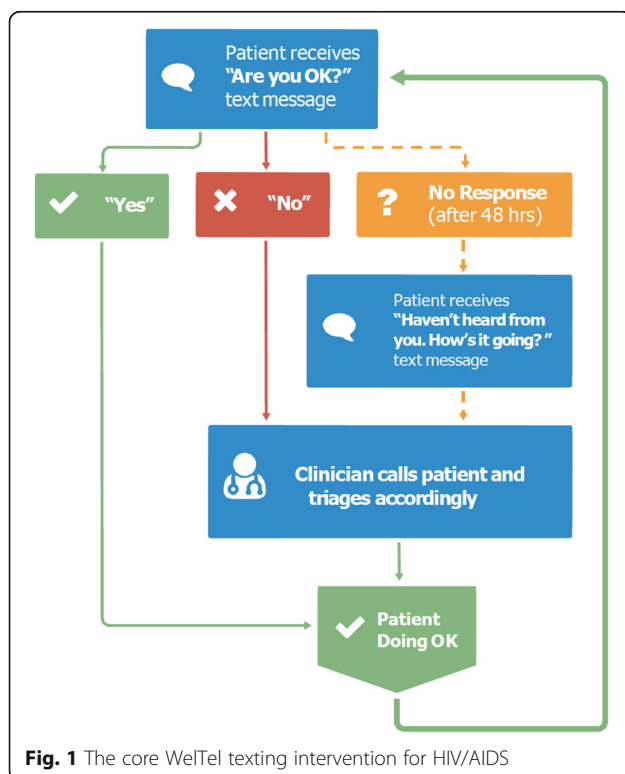 Patient receives
“Are you OK?”
text message
“Yes”
“No”
?
No Response
(after 48 hrs)
Patient receives
“Haven’t heard from
you. How’s it going? ”
text message
Clinician calls patient and
triages accordingly
Patient
Doing OK
Fig. 1 The core WelTel texting intervention for HIV/AIDS